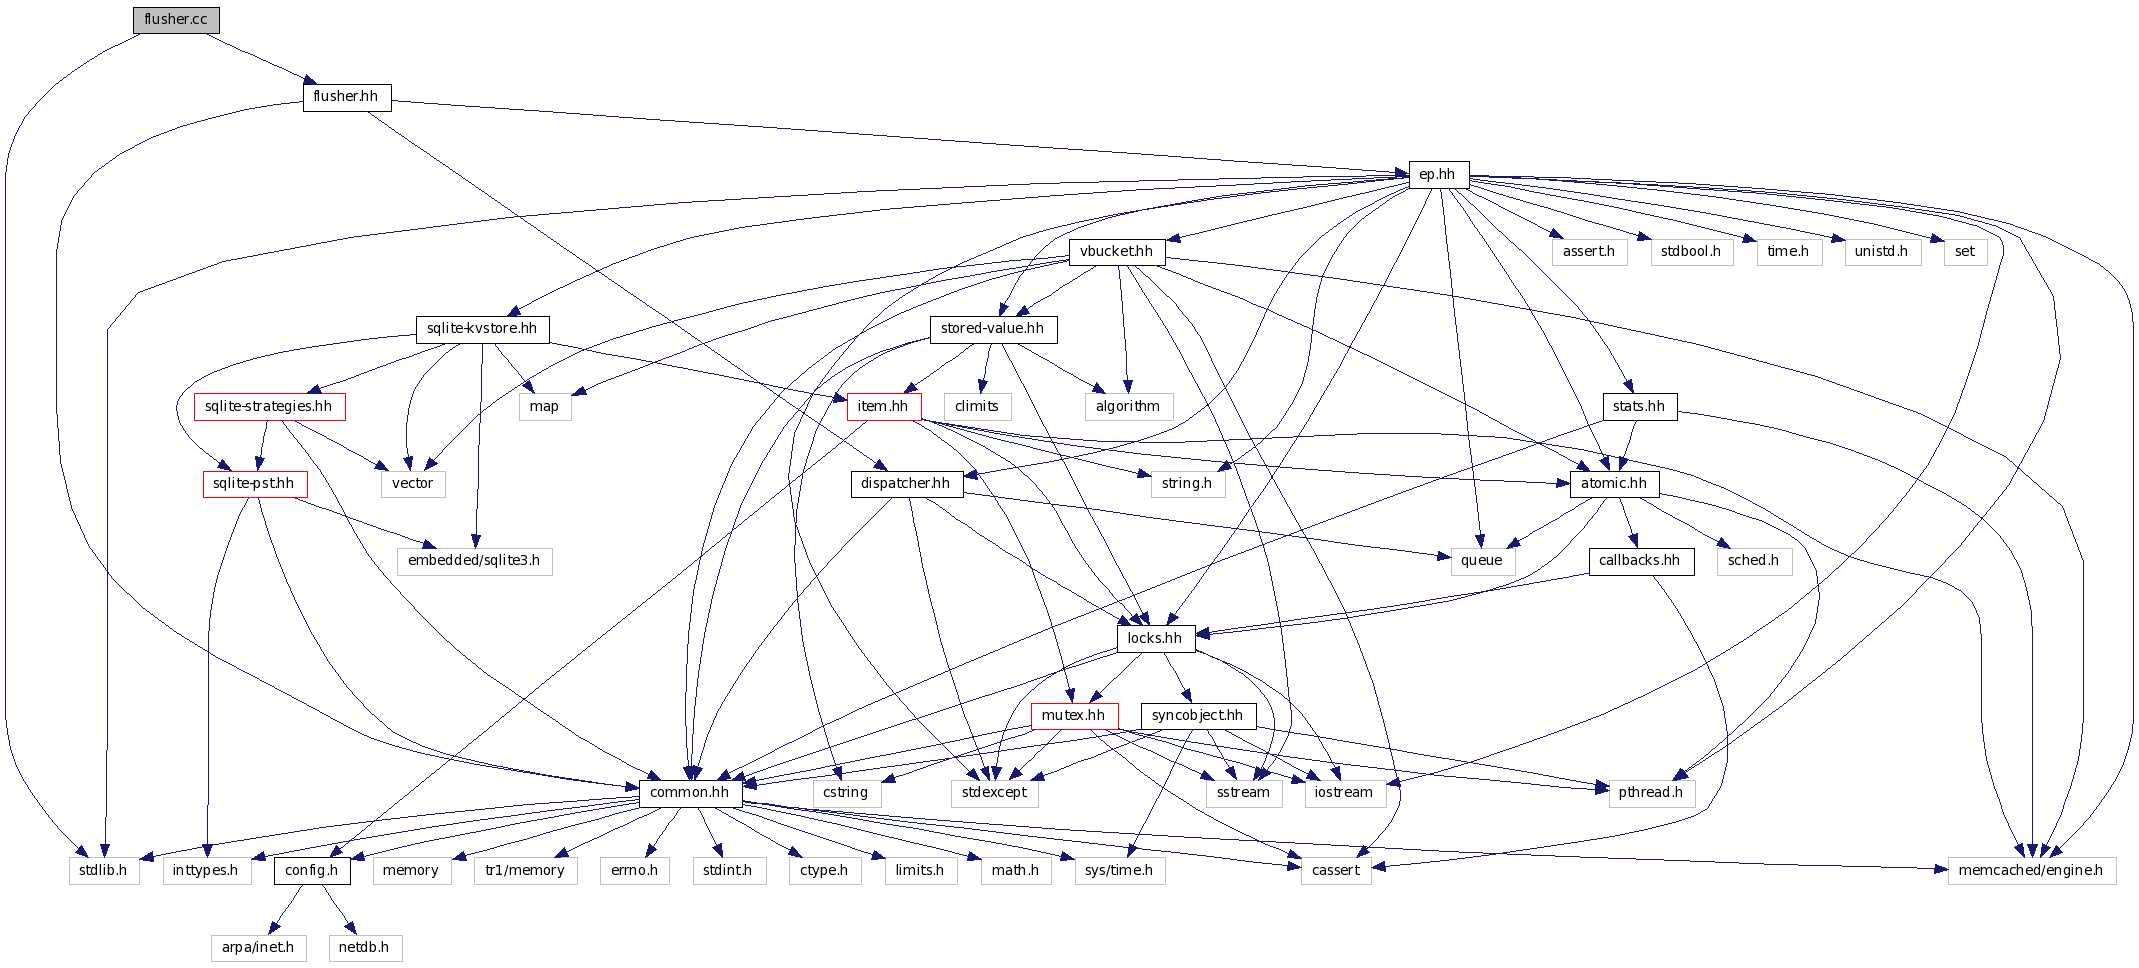 flusher.cc
flusher.hh
ep.hh
vbucket.hh
assert.h
stdbool.h
time.h
unistd.h
set
sqlite-kvstore.hh
stored-value.hh
sqlite-strategies.hh
map
item.hh
climits
algorithm
stats.hh
sqlite-pst.hh
vector
dispatcher.hh
string.h
atomic.hh
embedded/sqlite3.h
queue
callbacks.hh
sched.h
locks.hh
mutex.hh
syncobject.hh
common.hh
cstring
stdexcept
sstream
iostream
pthread.h
stdlib.h
inttypes.h
config.h
memory
tr1/memory
errno.h
stdint.h
ctype.h
limits.h
math.h
sys/time.h
cassert
memcached/engine.h
arpa/inet.h
netdb.h